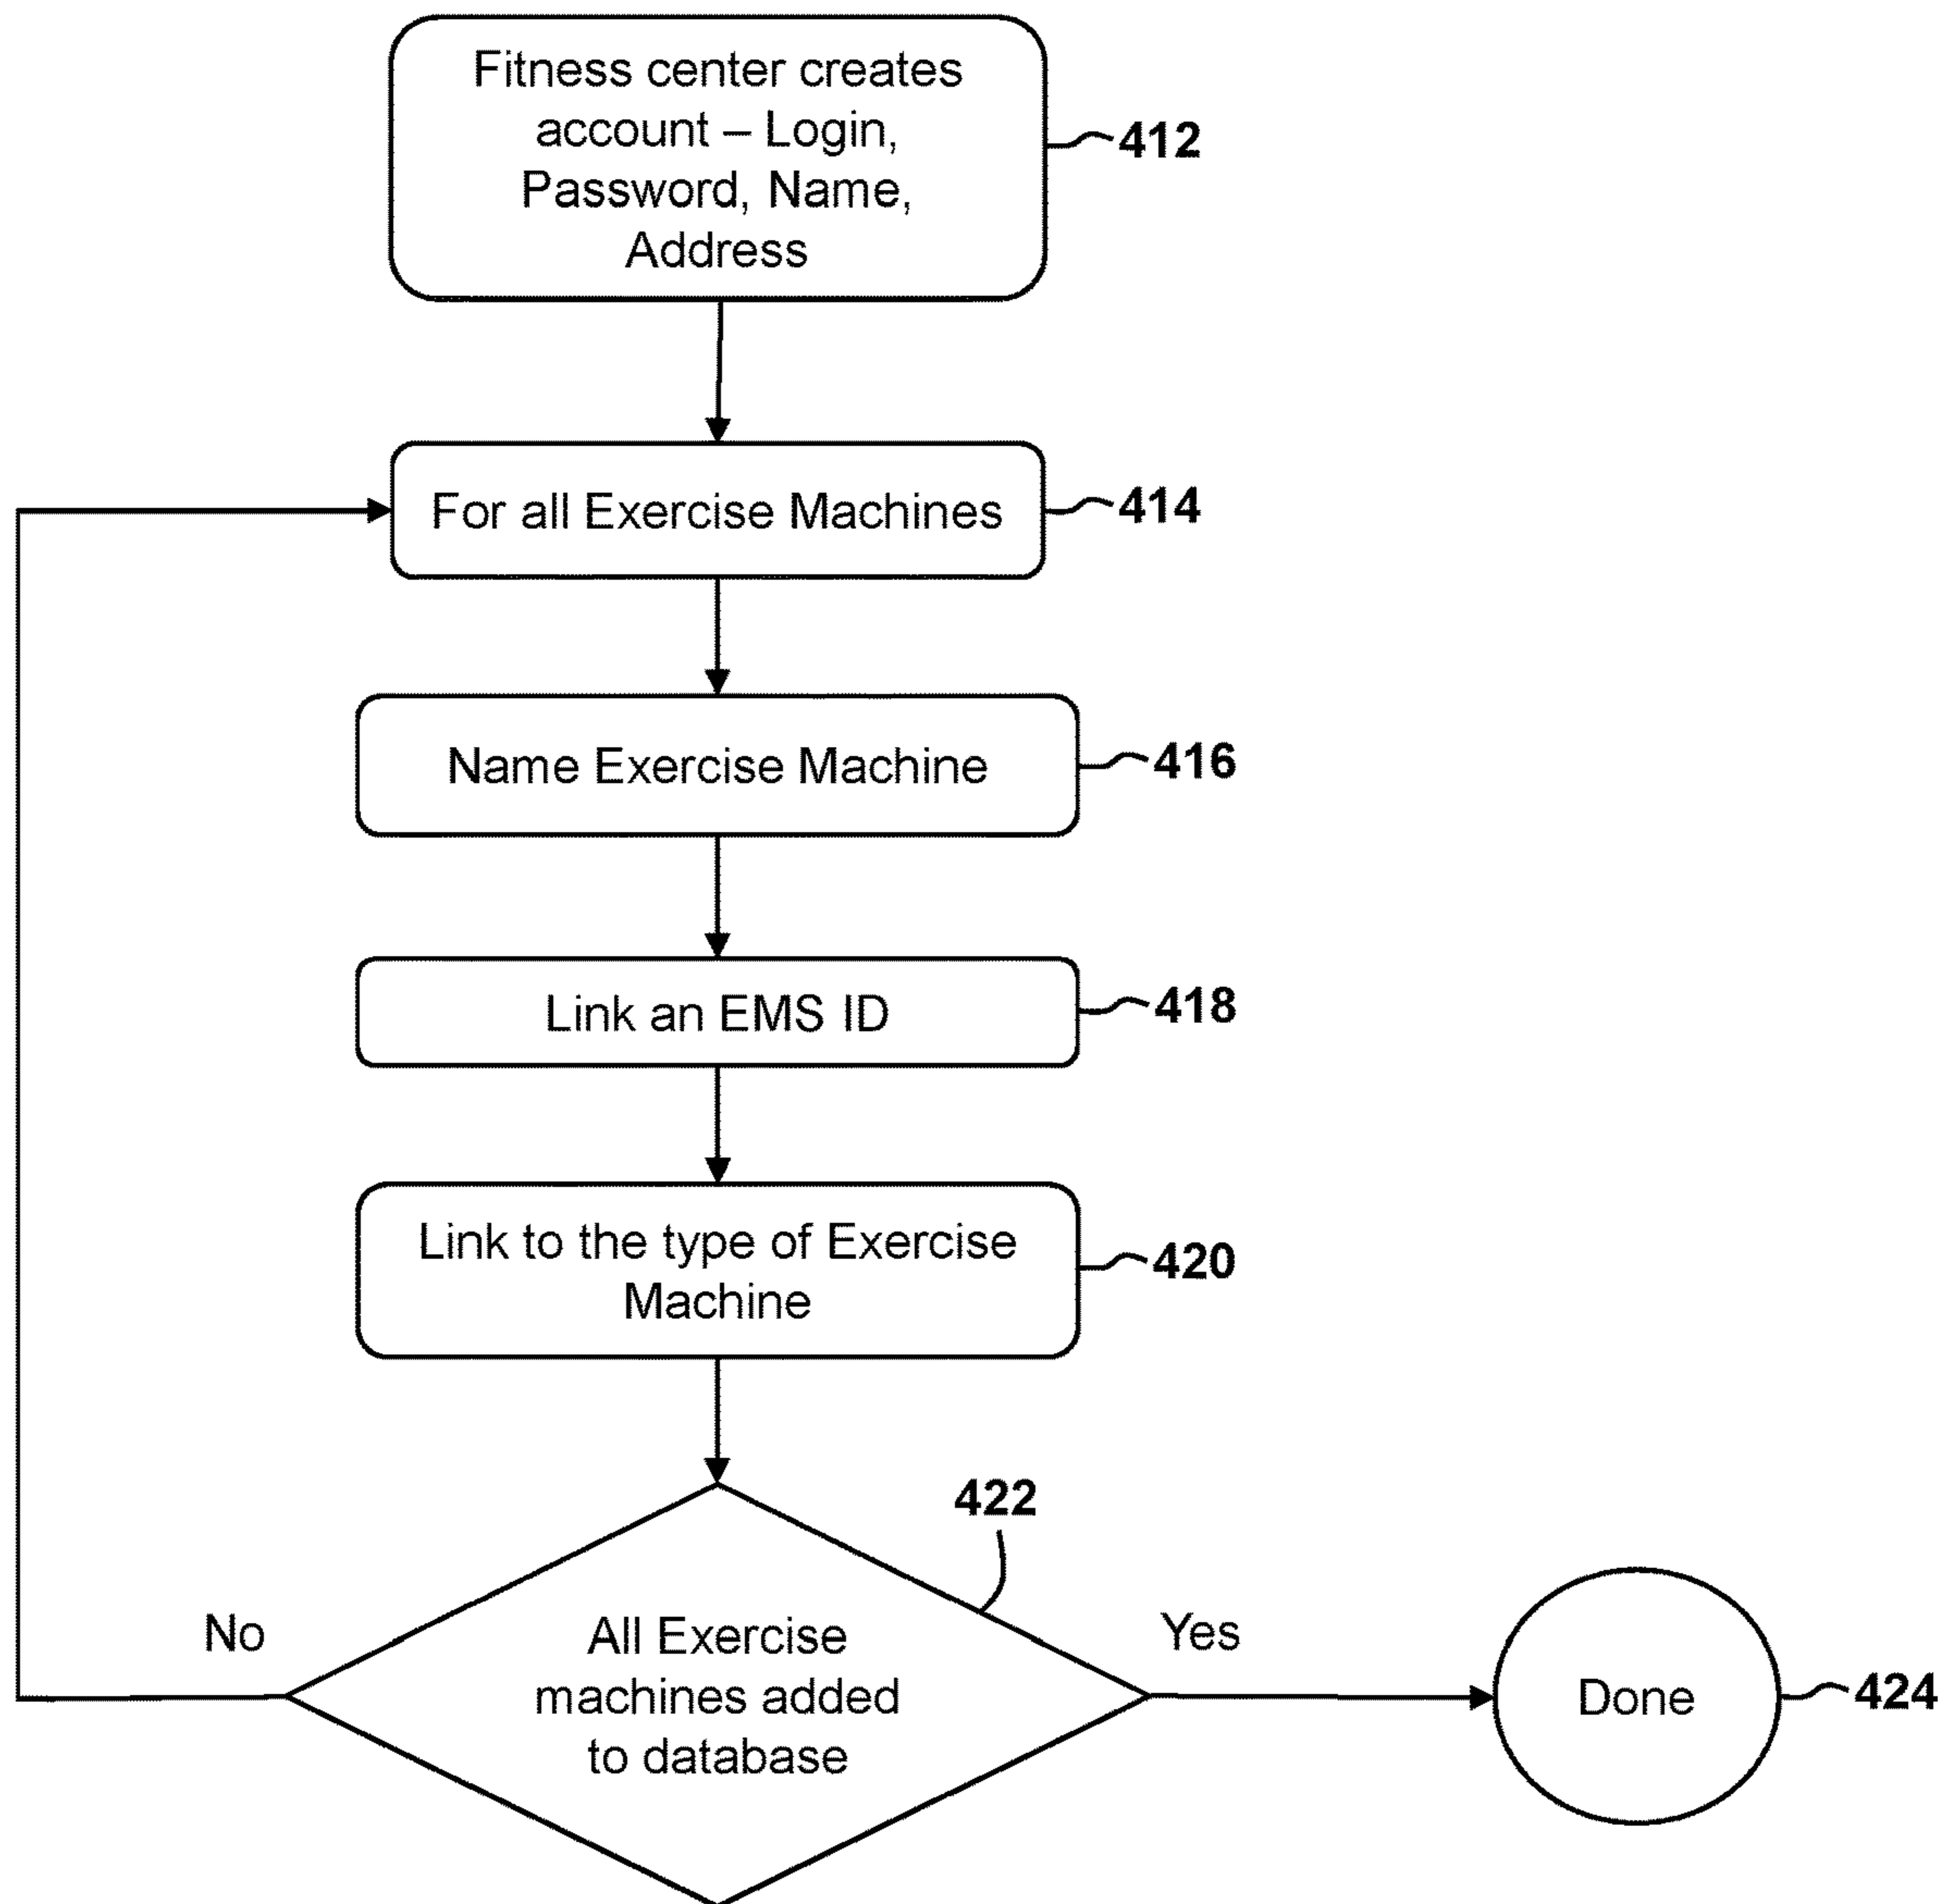 Fitness center creates
account – Login,
Password, Name,
Address
412
For all Exercise Machines
414
Name Exercise Machine
416
Link an EMS ID
418
Link to the type of Exercise
Machine
420
422
No
All Exercise
machines added
to database
Yes
Done
424